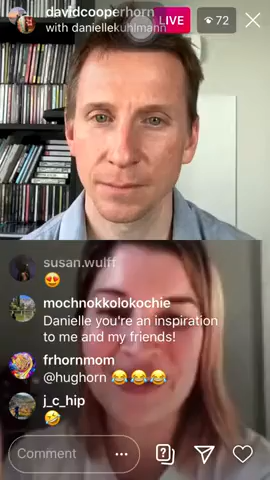 davidcooperhorn
LIVE
72
with daniellekuhlmann
susan.wulff
😍
mochnokkolokochie
Danielle you're an inspiration
to me and my friends!
frhornmom
@hughorn 😂😂😂
j_c_hip
🤣
Comment